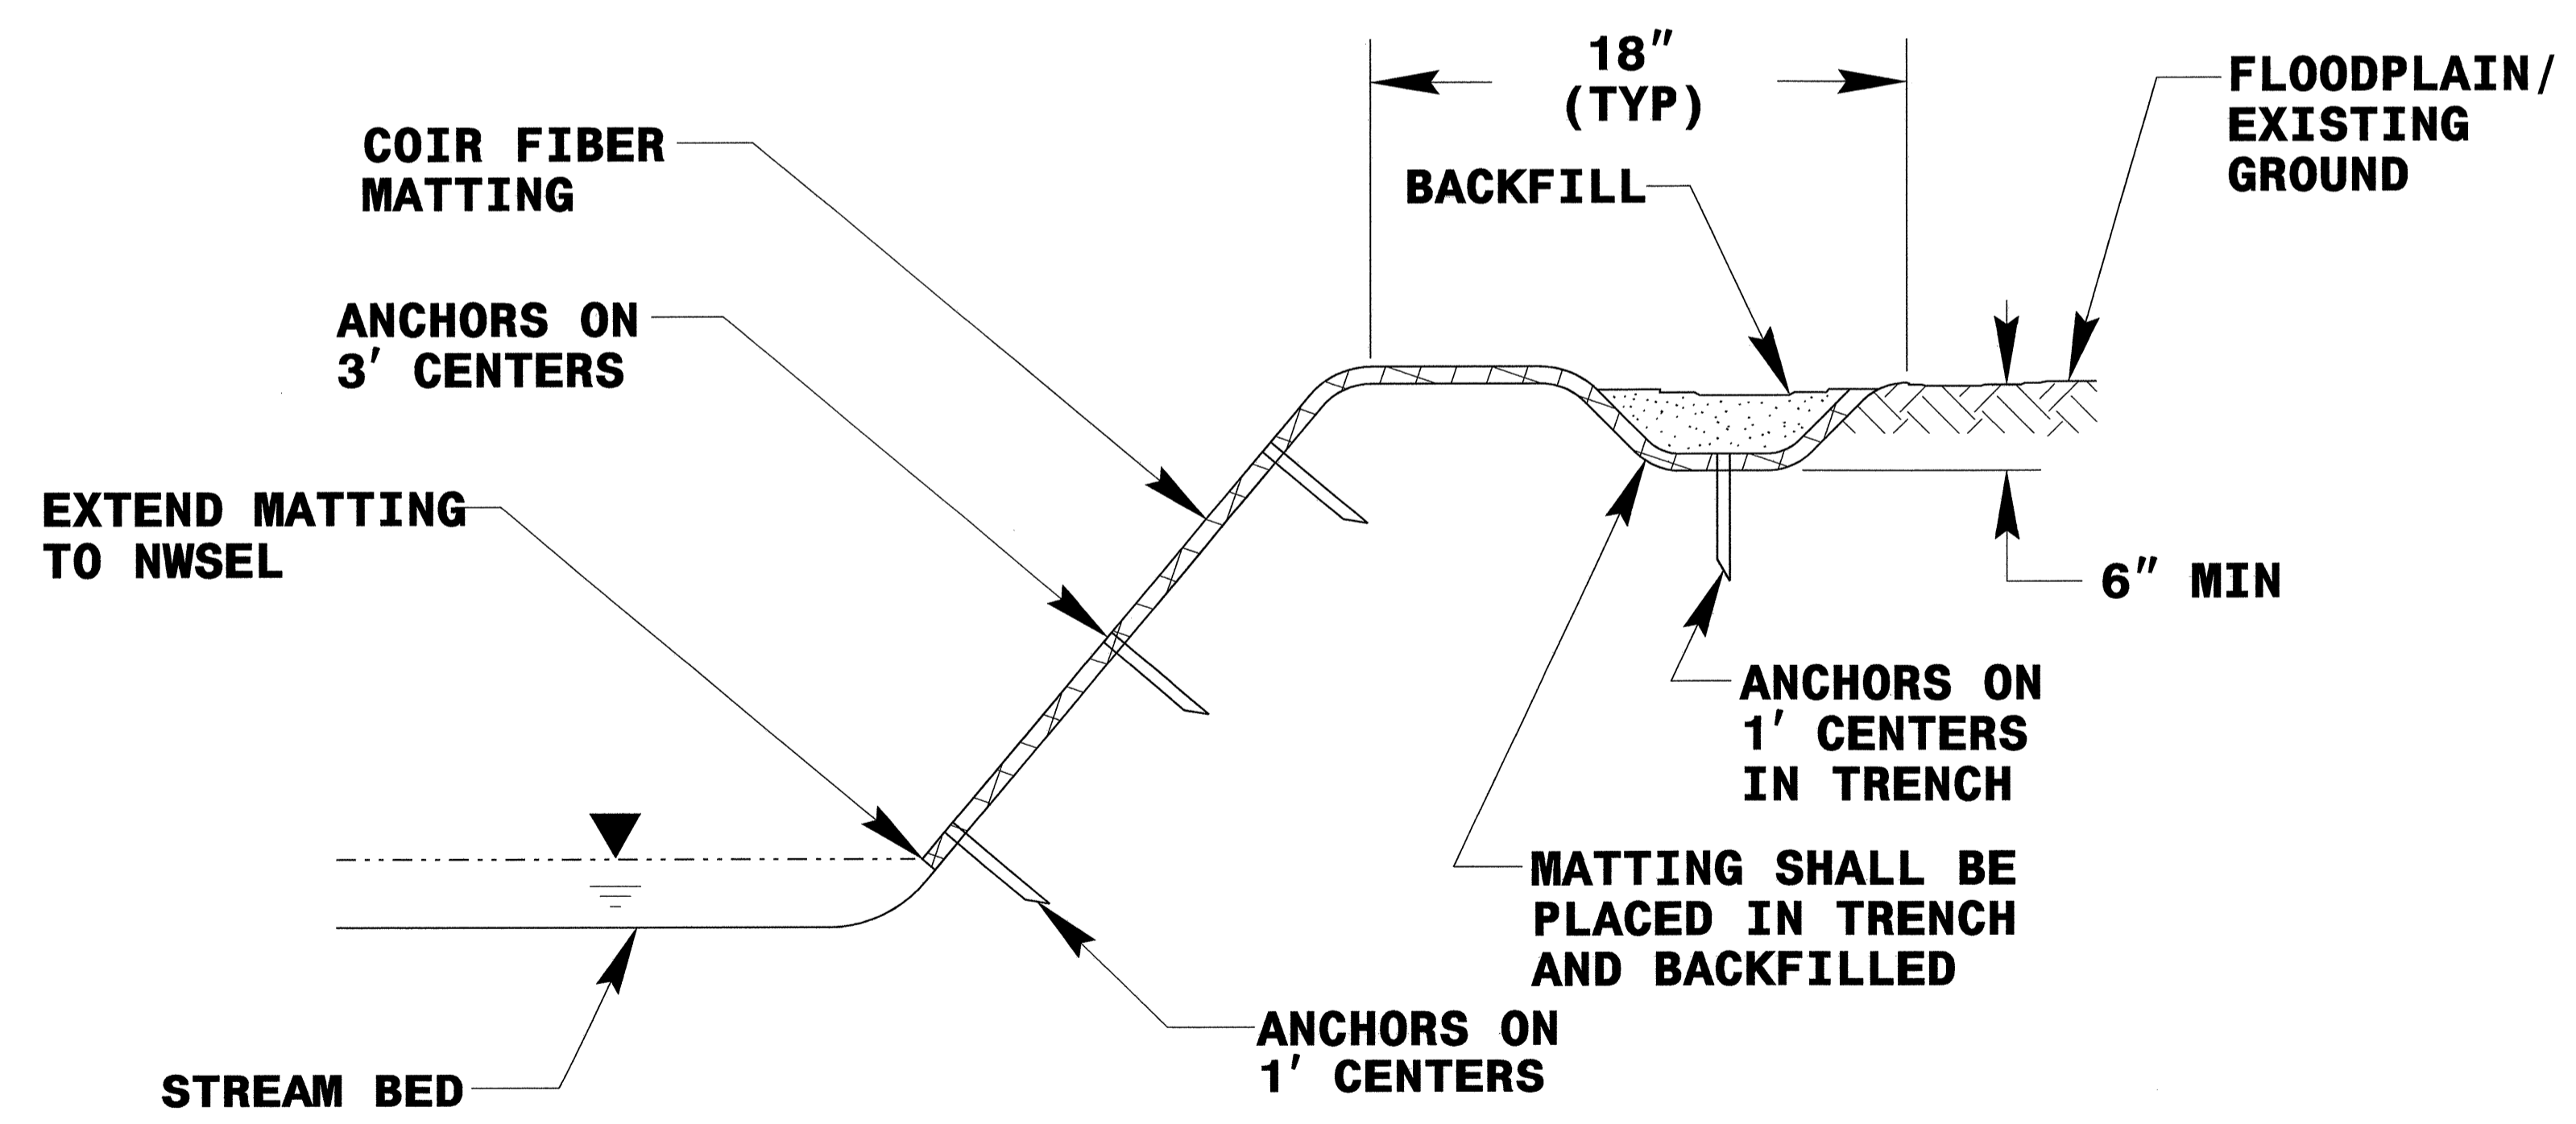 18"
(TYP)
FLOODPLAIN/
EXISTING
GROUND
COIR FIBER
MATTING
BACKFILL
ANCHORS ON
3' CENTERS
EXTEND MATTING
TO NWSEL
6" MIN
ANCHORS ON
1' CENTERS
IN TRENCH
MATTING SHALL BE
PLACED IN TRENCH
AND BACKFILLED
ANCHORS ON
1' CENTERS
STREAM BED